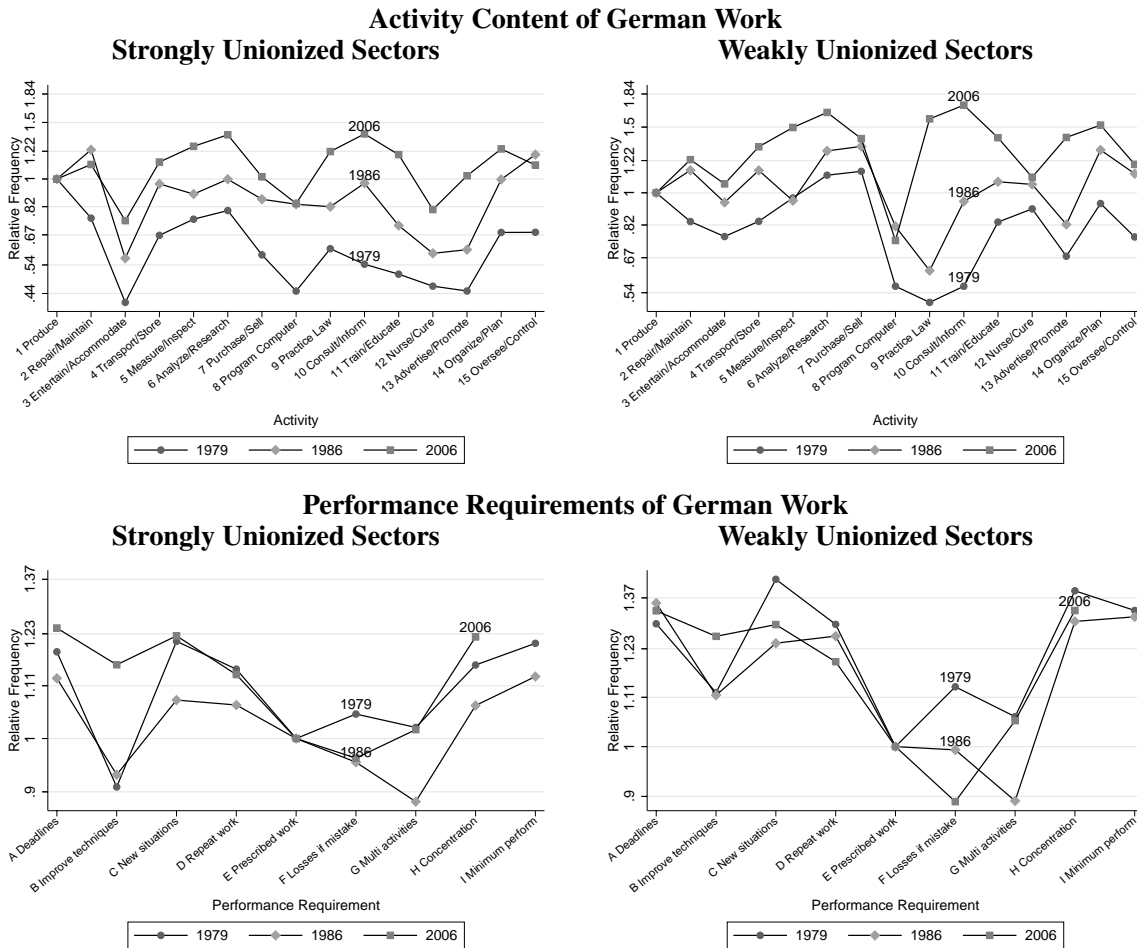 Activity Content of German Work
Strongly Unionized Sectors
Relative Frequency
1.84
1.5
1.22
1
.82
.67
.54
.44
2006
1986
1979
1 Produce
2 Repair/Maintain
3 Entertain/Accommodate
4 Transport/Store
5 Measure/Inspect
6 Analyze/Research
7 Purchase/Sell
8 Program Computer
9 Practice Law
10 Consult/Inform
11 Train/Educate
12 Nurse/Cure
13 Advertise/Promote
14 Organize/Plan
15 Oversee/Control
Activity
1979 1986 2006
Weakly Unionized Sectors
Relative Frequency
1.84
1.5
1.22
1
.82
.67
.54
2006
1986
1979
1 Produce
2 Repair/Maintain
3 Entertain/Accommodate
4 Transport/Store
5 Measure/Inspect
6 Analyze/Research
7 Purchase/Sell
8 Program Computer
9 Practice Law
10 Consult/Inform
11 Train/Educate
12 Nurse/Cure
13 Advertise/Promote
14 Organize/Plan
15 Oversee/Control
Activity
1979 1986 2006
Performance Requirements of German Work
Strongly Unionized Sectors
Relative Frequency
1.37
1.23
1.11
1
.9
2006
1979
1986
A Deadlines
B Improve techniques
C New situations
D Repeat work
E Prescribed work
F Losses if mistake
G Multi activities
H Concentration
I Minimum perform
Performance Requirement
1979 1986 2006
Weakly Unionized Sectors
Relative Frequency
1.37
1.23
1.11
1
.9
2006
1979
1986
A Deadlines
B Improve techniques
C New situations
D Repeat work
E Prescribed work
F Losses if mistake
G Multi activities
H Concentration
I Minimum perform
Performance Requirement
1979 1986 2006